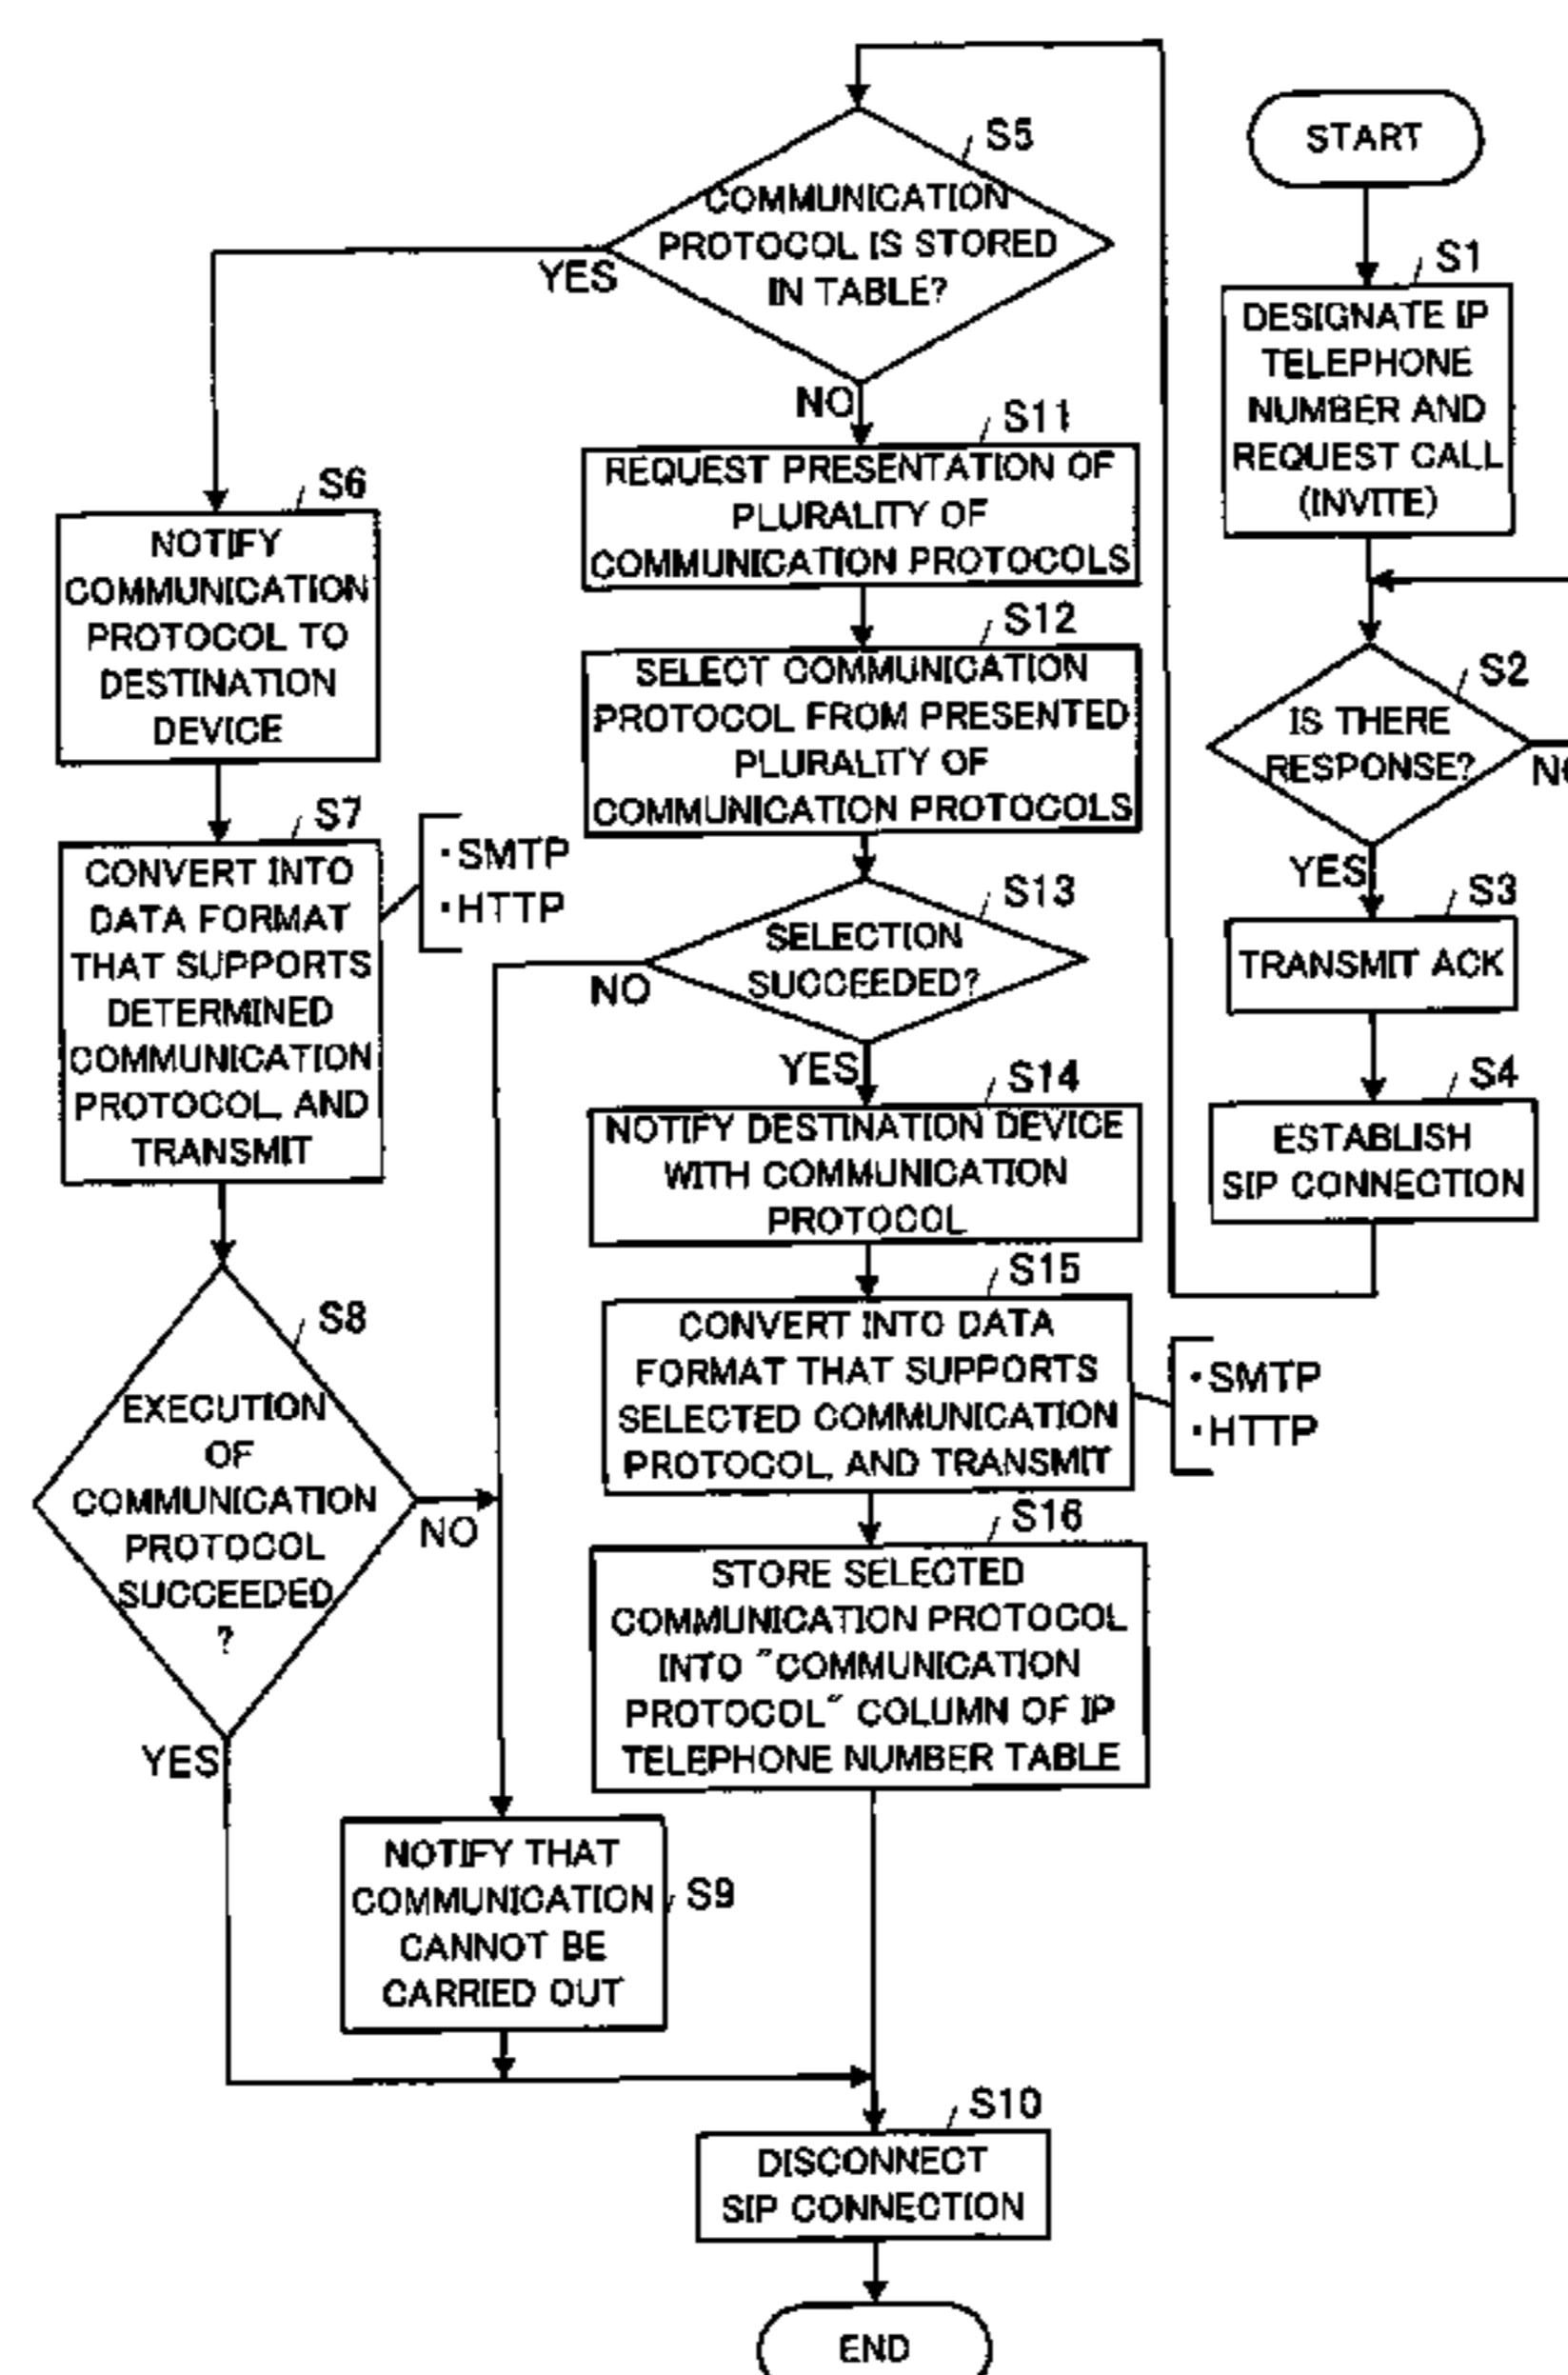 START
S1
DESIGNATE IP
TELEPHONE
NUMBER AND
REQUEST CALL
(INVITE)
S2
IS THERE
RESPONSE?
YES
S3
TRANSMIT ACK
S4
ESTABLISH
SIP CONNECTION
S5
COMMUNICATION
PROTOCOL IS STORED
IN TABLE?
YES
NO
S6
NOTIFY
COMMUNICATION
PROTOCOL TO
DESTINATION
DEVICE
S7
CONVERT INTO
DATA FORMAT
THAT SUPPORTS
DETERMINED
COMMUNICATION
PROTOCOL, AND
TRANSMIT
・SMTP
・HTTP
S8
EXECUTION
OF
COMMUNICATION
PROTOCOL
SUCCEEDED
?
NO
YES
S9
NOTIFY THAT
COMMUNICATION
CANNOT BE
CARRIED OUT
S11
REQUEST PRESENTATION OF
PLURALITY OF
COMMUNICATION PROTOCOLS
S12
SELECT COMMUNICATION
PROTOCOL FROM PRESENTED
PLURALITY OF
COMMUNICATION PROTOCOLS
S13
SELECTION
SUCCEEDED?
NO
YES
S14
NOTIFY DESTINATION DEVICE
WITH COMMUNICATION
PROTOCOL
S15
CONVERT INTO DATA
FORMAT THAT SUPPORTS
SELECTED COMMUNICATION
PROTOCOL, AND TRANSMIT
・SMTP
・HTTP
S16
STORE SELECTED
COMMUNICATION PROTOCOL
INTO "COMMUNICATION
PROTOCOL" COLUMN OF IP
TELEPHONE NUMBER TABLE
S10
DISCONNECT
SIP CONNECTION
END